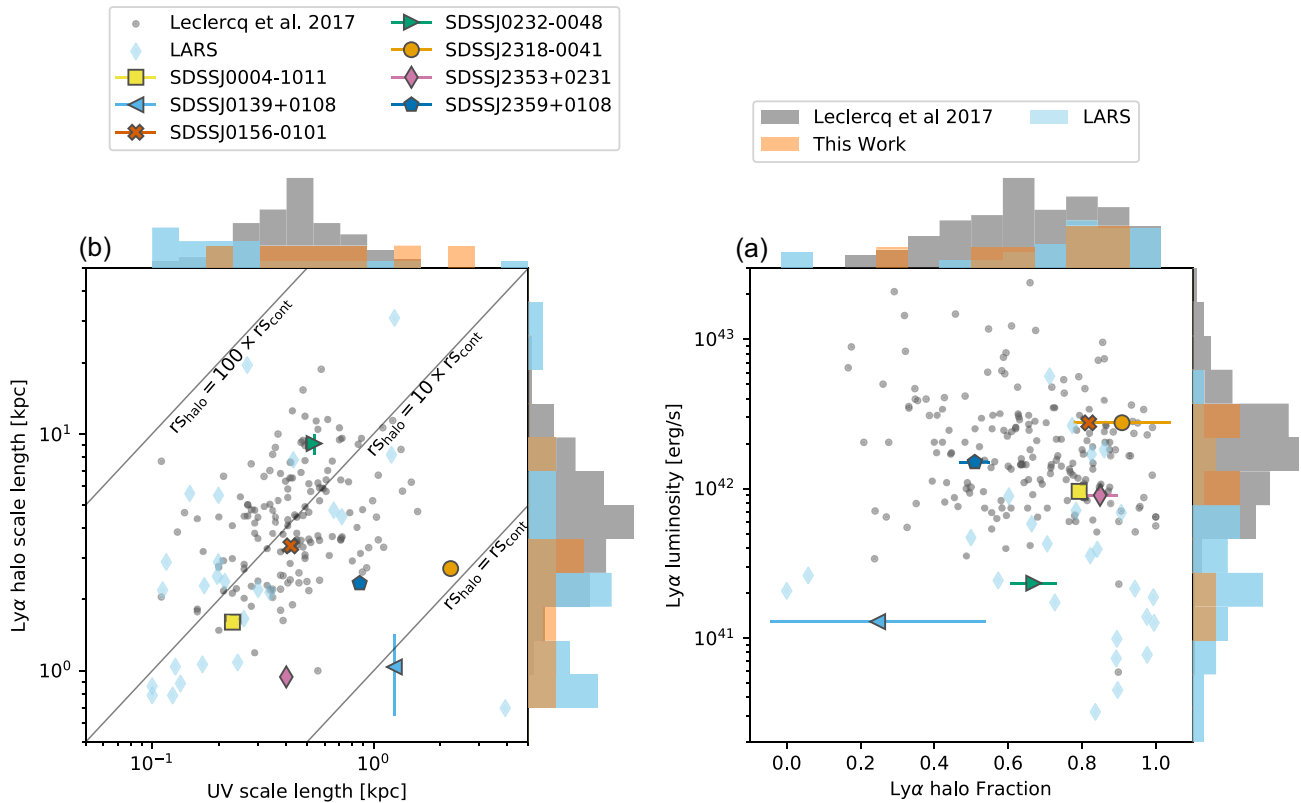 Leclercq et al. 2017
LARS
SDSSJ0004-1011
SDSSJ0139+0108
SDSSJ0156-0101
SDSSJ0232-0048
SDSSJ2318-0041
SDSSJ2353+0231
SDSSJ2359+0108
(b)
rs_halo = 100 × rs_cont
rs_halo = 10 × rs_cont
rs_halo = rs_cont
Lyα halo scale length [kpc]
10^1
10^0
10^-1
10^0
UV scale length [kpc]
Leclercq et al 2017
This Work
LARS
(a)
Lyα luminosity [erg/s]
10^43
10^42
10^41
0.0
0.2
0.4
0.6
0.8
1.0
Lyα halo Fraction